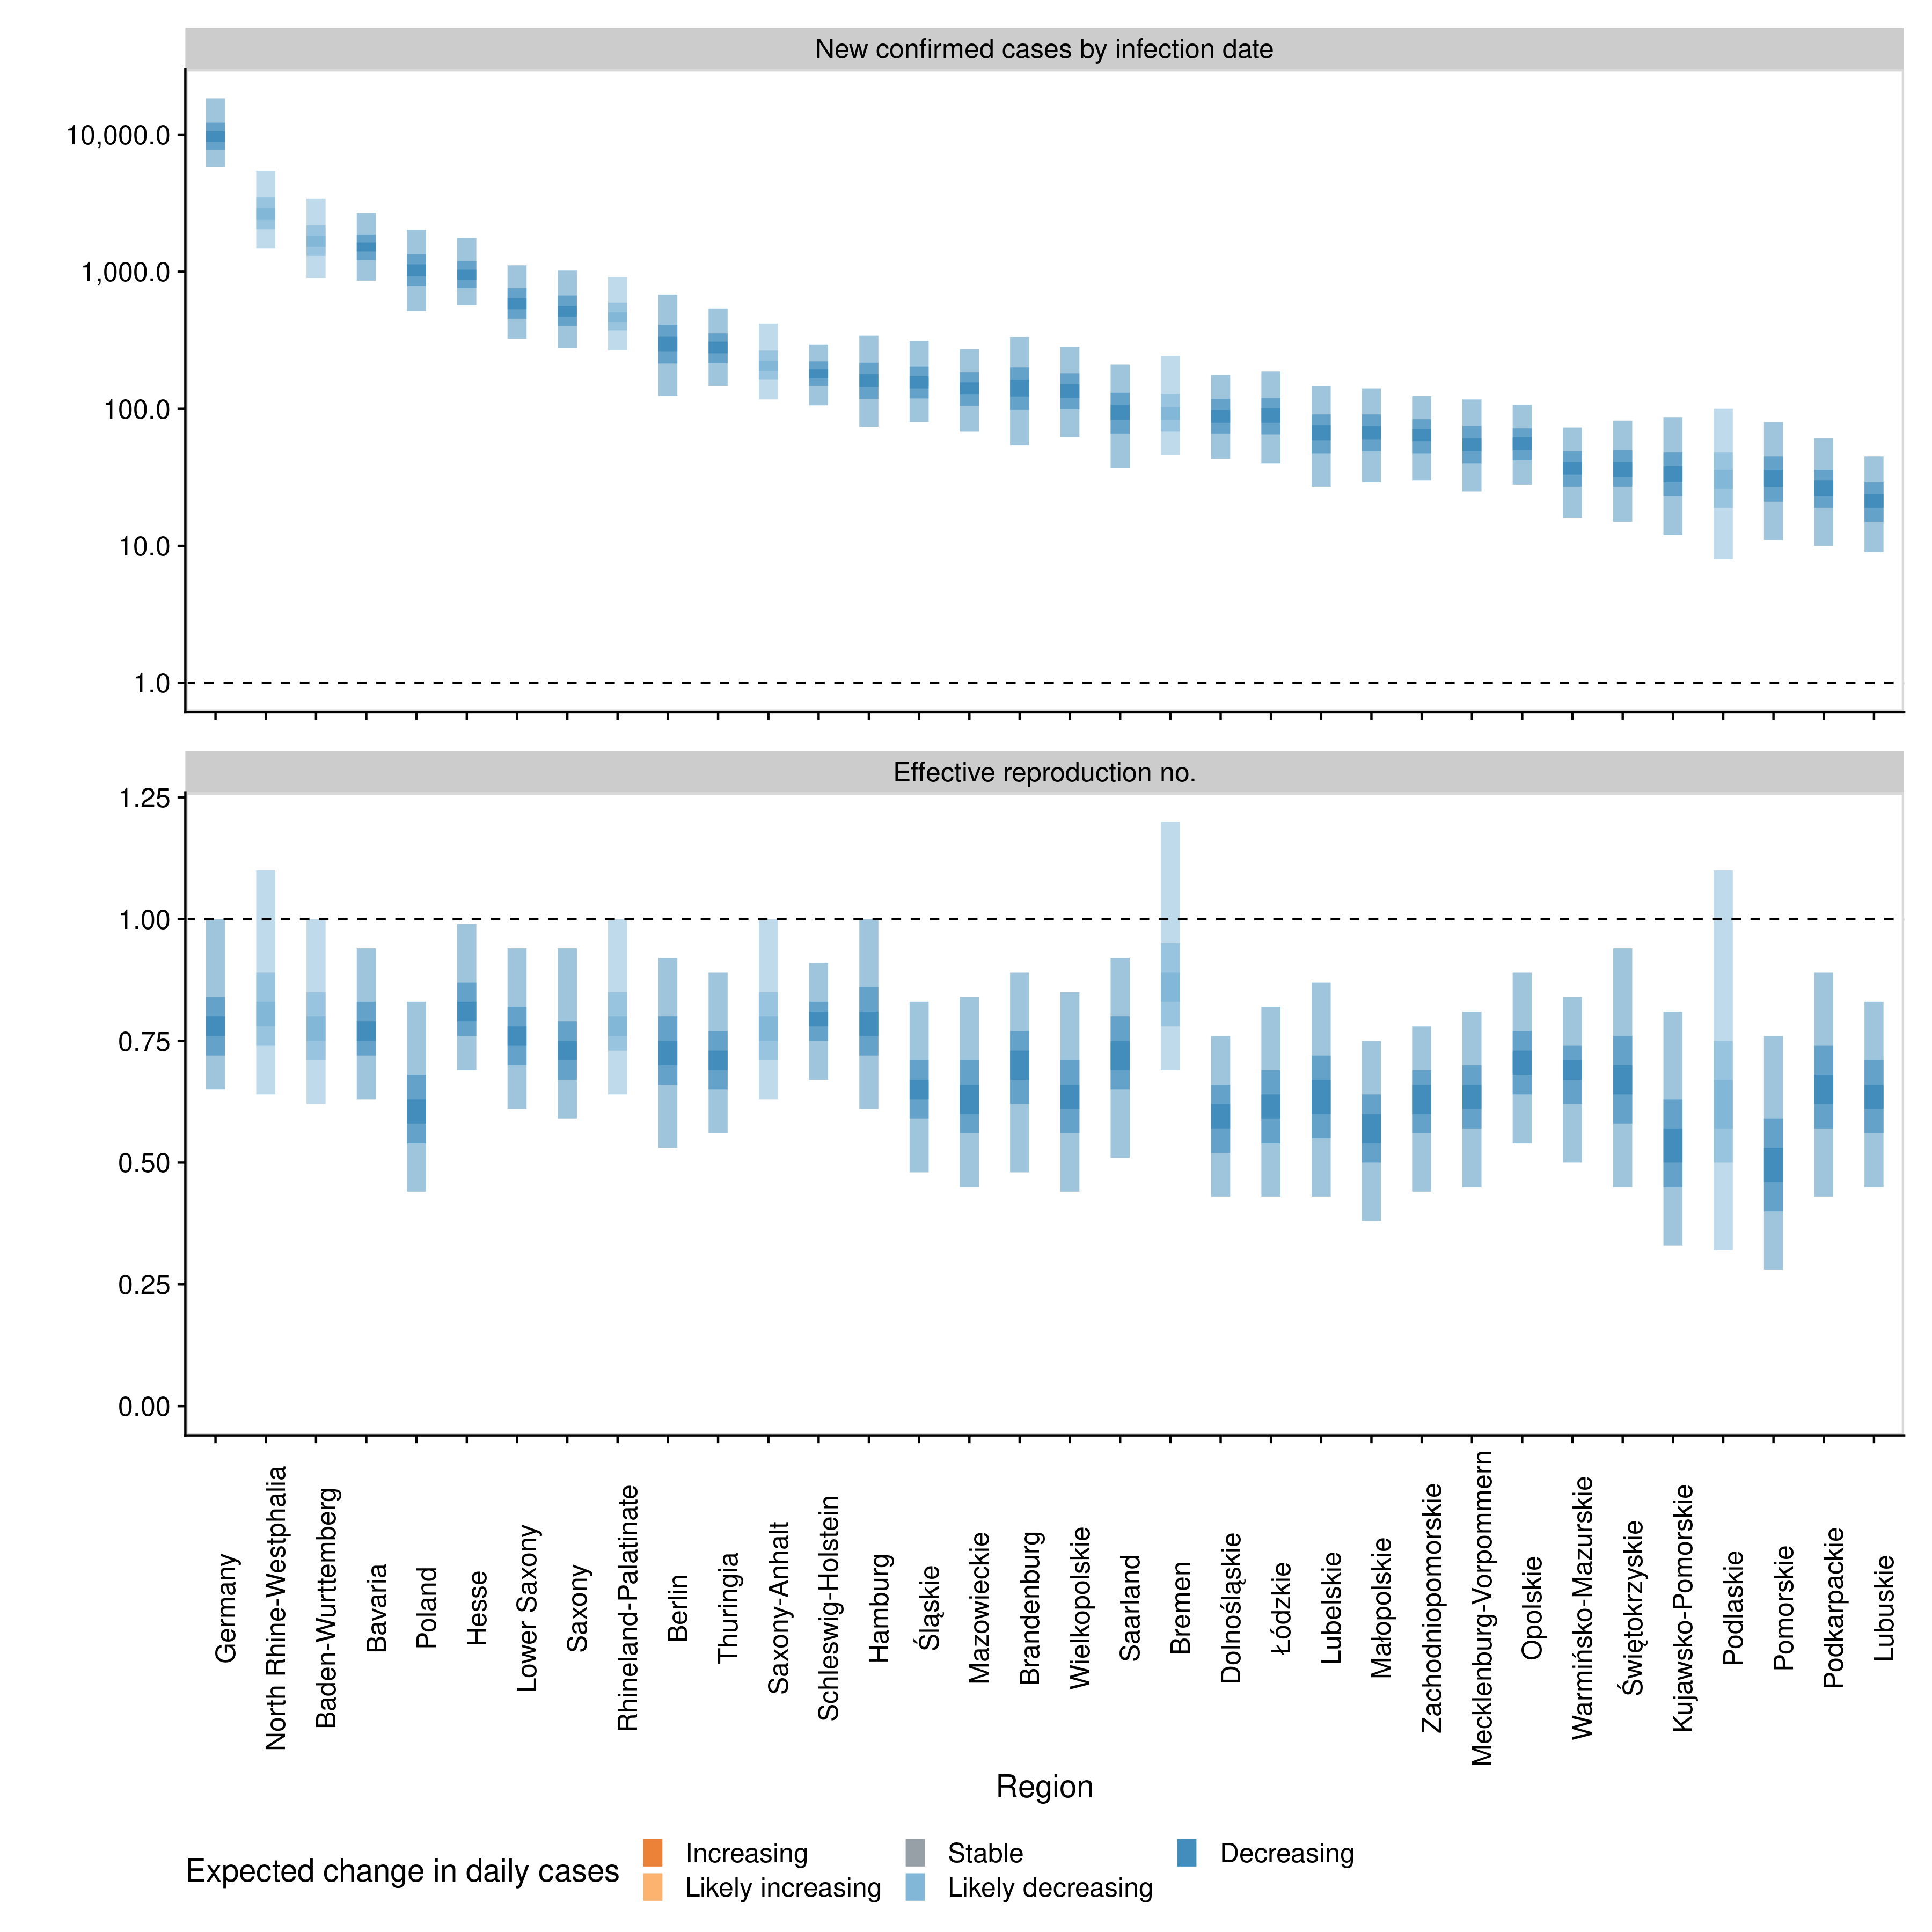 New confirmed cases by infection date
10,000.0
1,000.0
100.0
10.0
1.0
Effective reproduction no.
1.25
1.00
0.75
0.50
0.25
0.00
Germany
North Rhine-Westphalia
Baden-Wurttemberg
Bavaria
Poland
Hesse
Lower Saxony
Saxony
Rhineland-Palatinate
Berlin
Thuringia
Saxony-Anhalt
Schleswig-Holstein
Hamburg
Śląskie
Mazowieckie
Brandenburg
Wielkopolskie
Saarland
Bremen
Dolnośląskie
Łódzkie
Lubelskie
Małopolskie
Zachodniopomorskie
Mecklenburg-Vorpommern
Opolskie
Warmińsko-Mazurskie
Świętokrzyskie
Kujawsko-Pomorskie
Podlaskie
Pomorskie
Podkarpackie
Lubuskie
Region
Expected change in daily cases
Increasing
Likely increasing
Stable
Likely decreasing
Decreasing